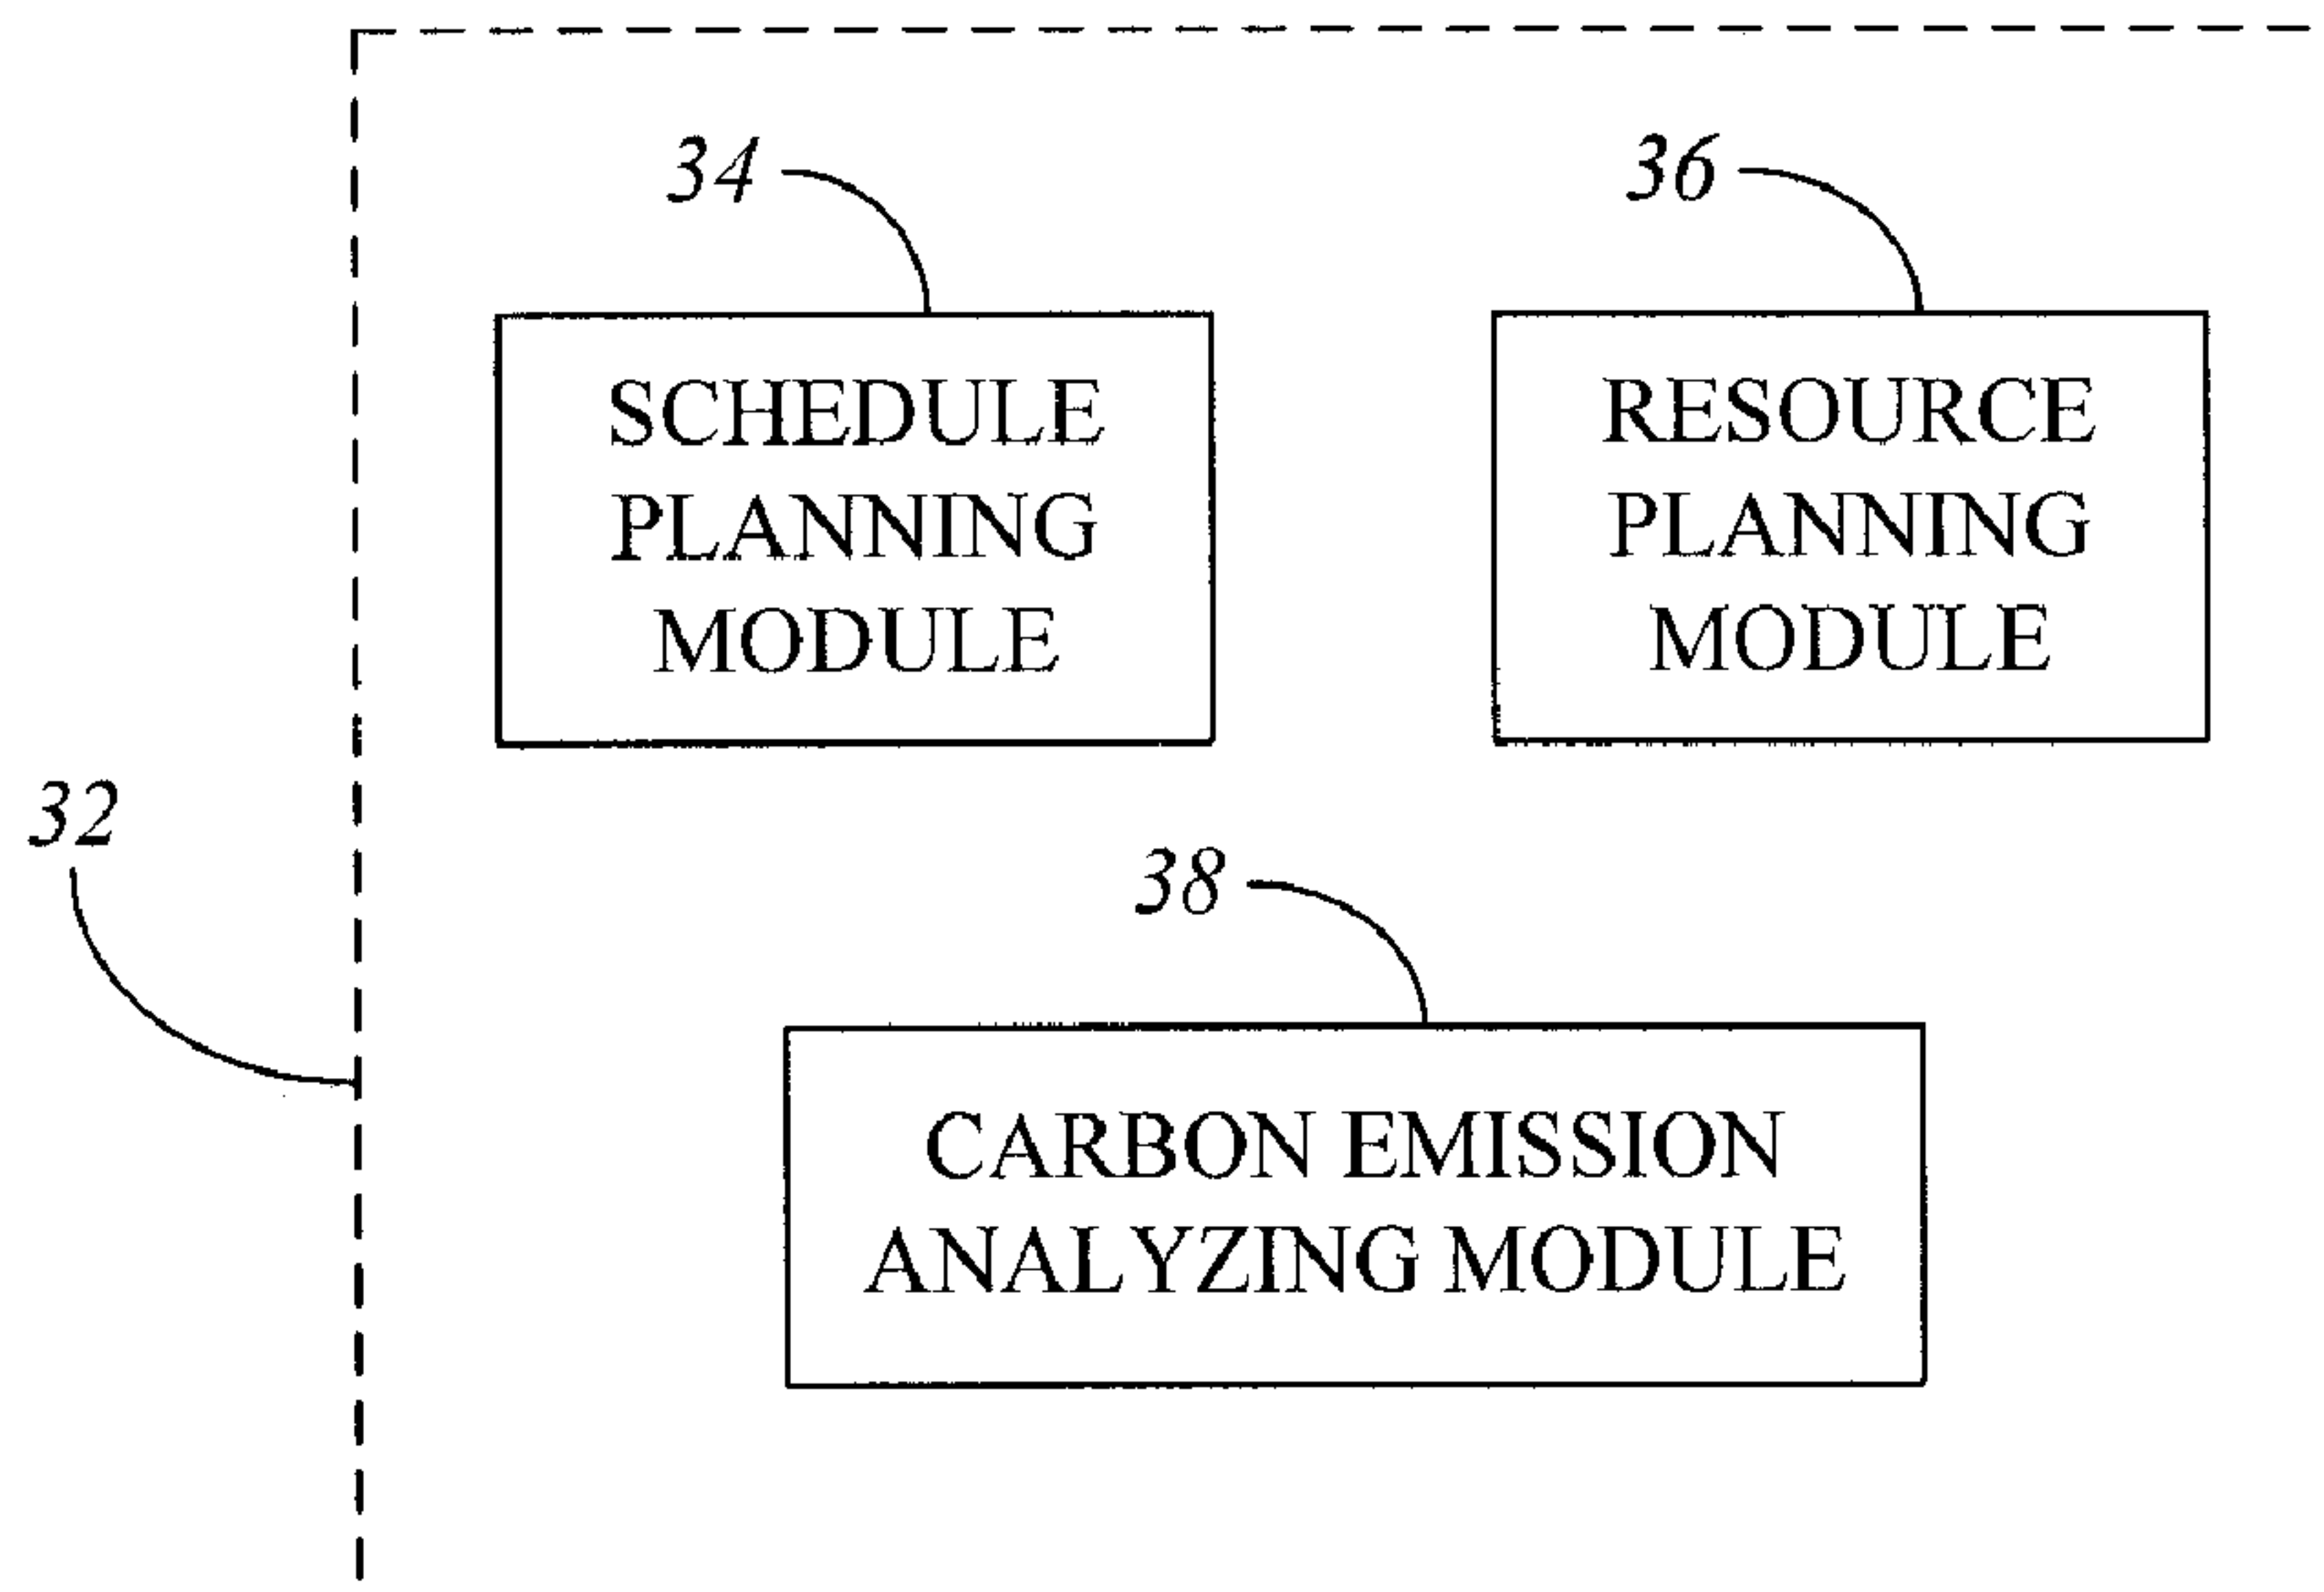 34
36
SCHEDULE
PLANNING
MODULE
RESOURCE
PLANNING
MODULE
32
38
CARBON EMISSION
ANALYZING MODULE